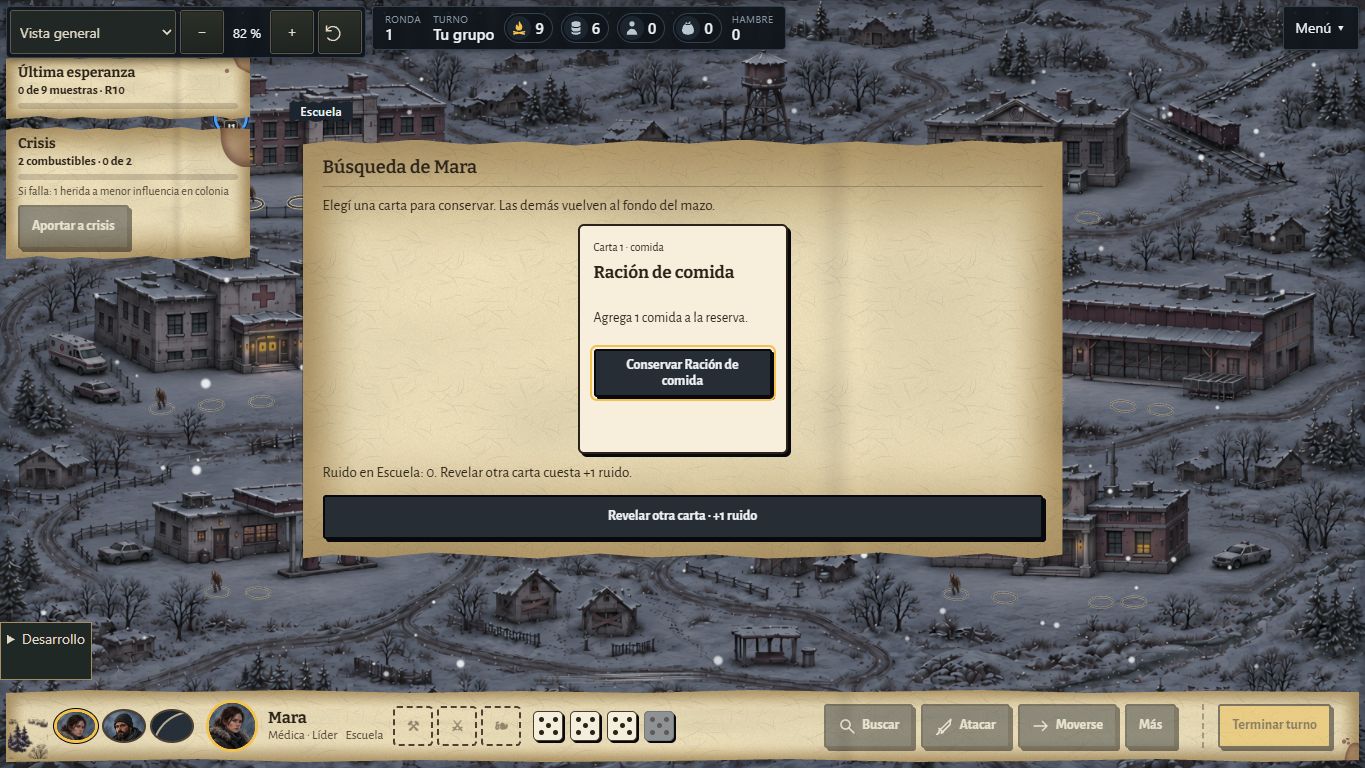 Vista general
−
82 %
+
RONDA
1
TURNO
Tu grupo
9
6
0
0
HAMBRE
0
Menú ▼
Última esperanza
0 de 9 muestras · R10
Crisis
2 combustibles · 0 de 2
Si falla: 1 herida a menor influencia en colonia
Aportar a crisis
Escuela
Búsqueda de Mara
Elegí una carta para conservar. Las demás vuelven al fondo del mazo.
Carta 1 · comida
Ración de comida
Agrega 1 comida a la reserva.
Conservar Ración de
comida
Ruido en Escuela: 0. Revelar otra carta cuesta +1 ruido.
Revelar otra carta · +1 ruido
▶ Desarrollo
Mara
Médica · Líder Escuela
Buscar
Atacar
Moverse
Más
Terminar turno